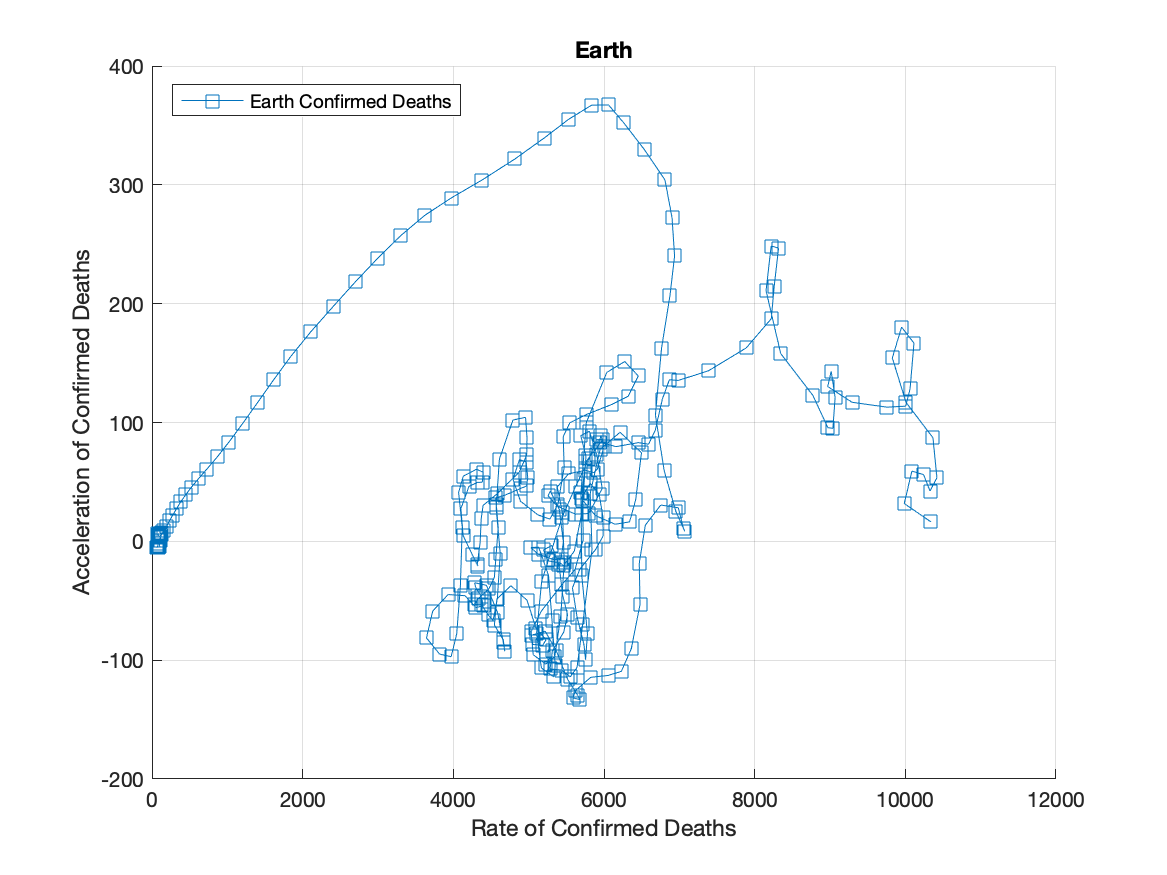 Earth
400
Earth Confirmed Deaths
300
200
100
0
-100
-200
Acceleration of Confirmed Deaths
0 2000 4000 6000 8000 10000 12000
Rate of Confirmed Deaths